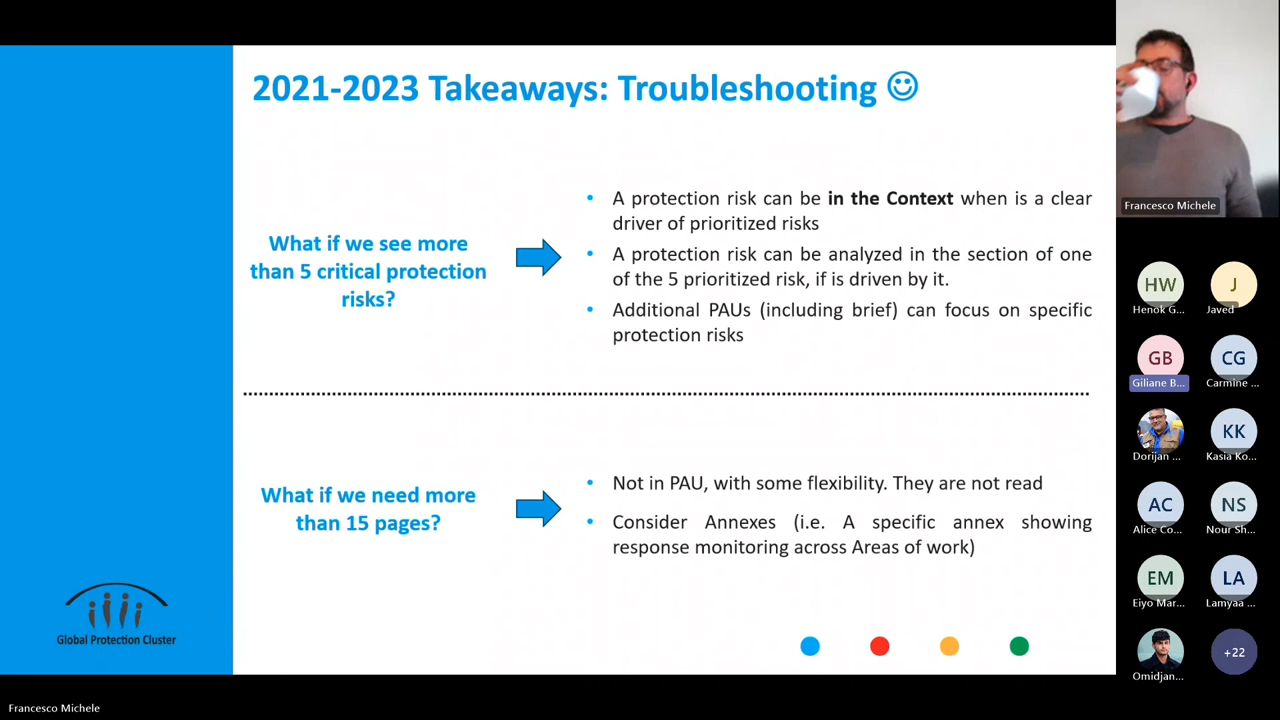 2021-2023 Takeaways: Troubleshooting ☺
What if we see more
than 5 critical protection
risks?
• A protection risk can be in the Context when is a clear
driver of prioritized risks
• A protection risk can be analyzed in the section of one
of the 5 prioritized risk, if is driven by it.
• Additional PAUs (including brief) can focus on specific
protection risks
What if we need more
than 15 pages?
• Not in PAU, with some flexibility. They are not read
• Consider Annexes (i.e. A specific annex showing
response monitoring across Areas of work)
Global Protection Cluster
Francesco Michele
HW
Henok G...
J
Javed
GB
Giliane B...
CG
Carmine ...
Dorijan ...
KK
Kasia Ko...
AC
Alice Co...
NS
Nour Sh...
EM
Eiyo Mar...
LA
Lamyaa ...
Omidjan...
+22
Francesco Michele